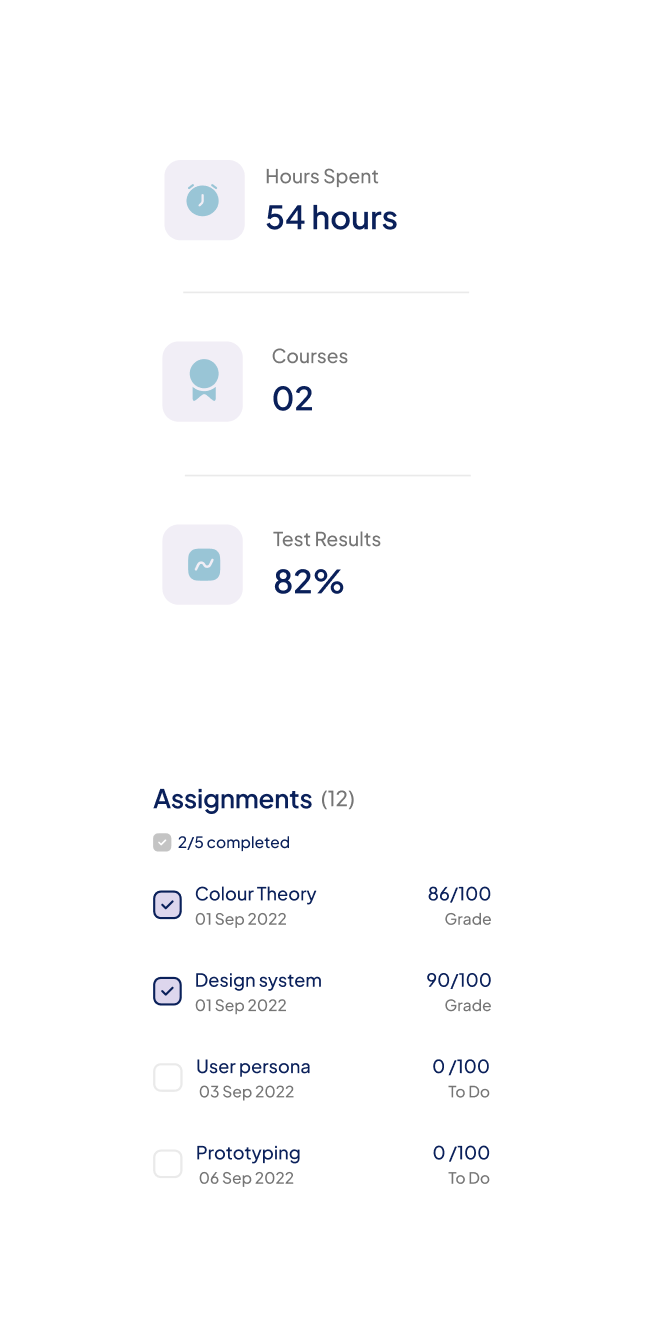 Hours Spent
54 hours
Courses
02
Test Results
82%
Assignments (12)
2/5 completed
Colour Theory 86/100
01 Sep 2022 Grade
Design system 90/100
01 Sep 2022 Grade
User persona 0 /100
03 Sep 2022 To Do
Prototyping 0 /100
06 Sep 2022 To Do